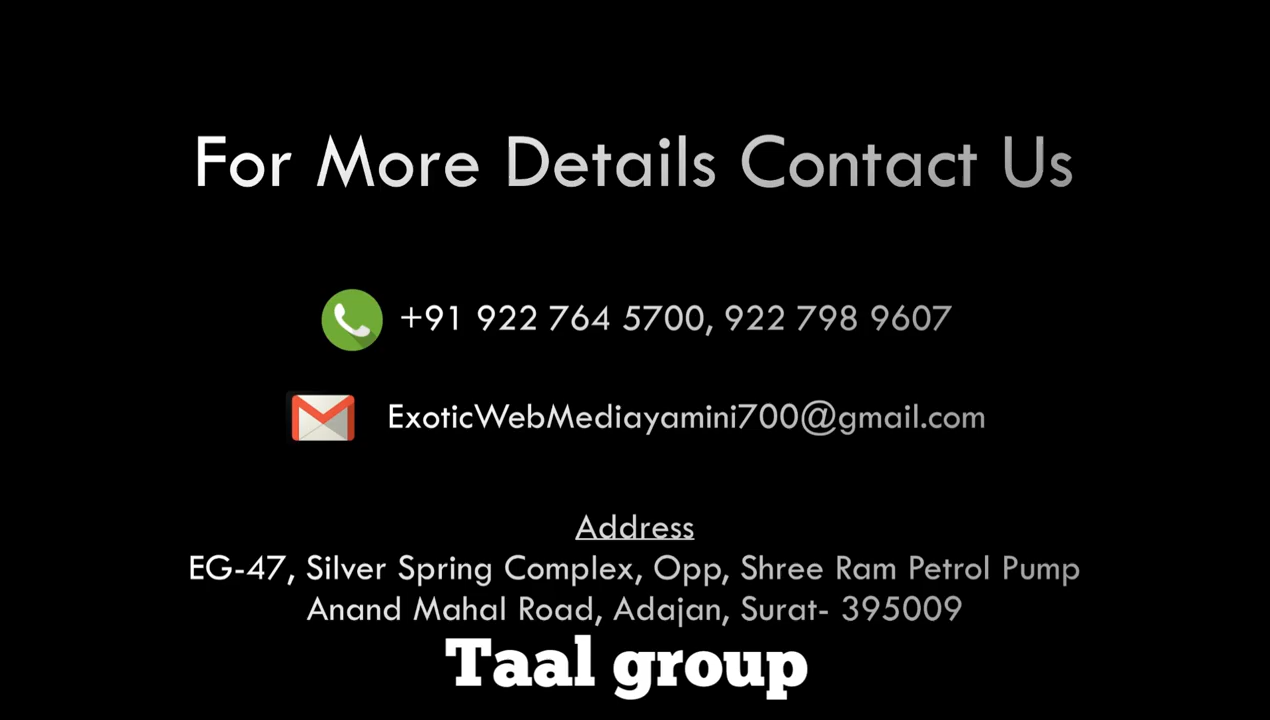 For More Details Contact Us
+91 922 764 5700, 922 798 9607
ExoticWebMediayamini700@gmail.com
Address
EG-47, Silver Spring Complex, Opp, Shree Ram Petrol Pump
Anand Mahal Road, Adajan, Surat- 395009
Taal group